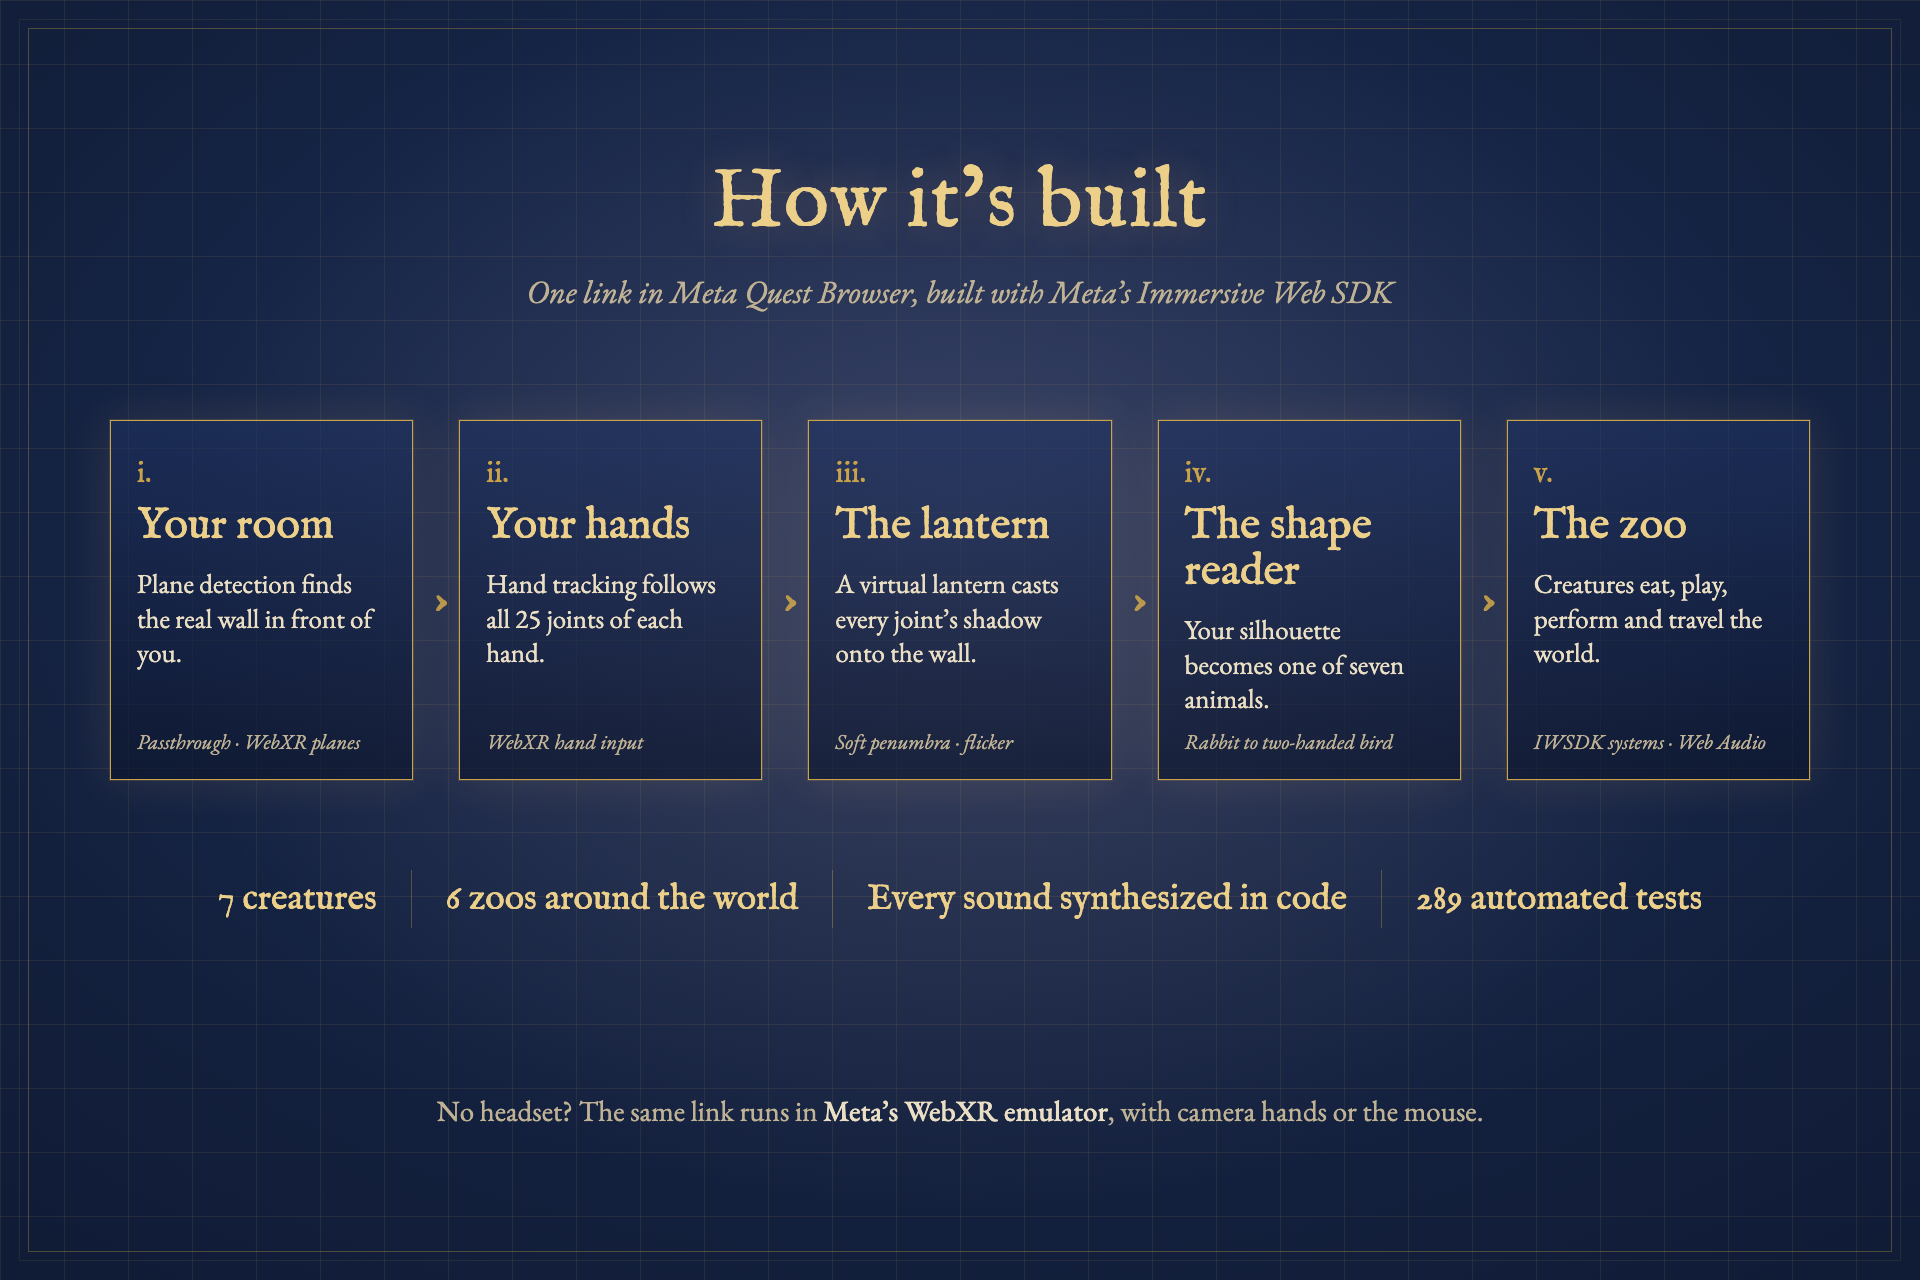 How it’s built
One link in Meta Quest Browser, built with Meta’s Immersive Web SDK
i.
Your room
Plane detection finds
the real wall in front of
you.
Passthrough · WebXR planes
›
ii.
Your hands
Hand tracking follows
all 25 joints of each
hand.
WebXR hand input
›
iii.
The lantern
A virtual lantern casts
every joint’s shadow
onto the wall.
Soft penumbra · flicker
›
iv.
The shape
reader
Your silhouette
becomes one of seven
animals.
Rabbit to two-handed bird
›
v.
The zoo
Creatures eat, play,
perform and travel the
world.
IWSDK systems · Web Audio
7 creatures
6 zoos around the world
Every sound synthesized in code
289 automated tests
No headset? The same link runs in Meta’s WebXR emulator, with camera hands or the mouse.